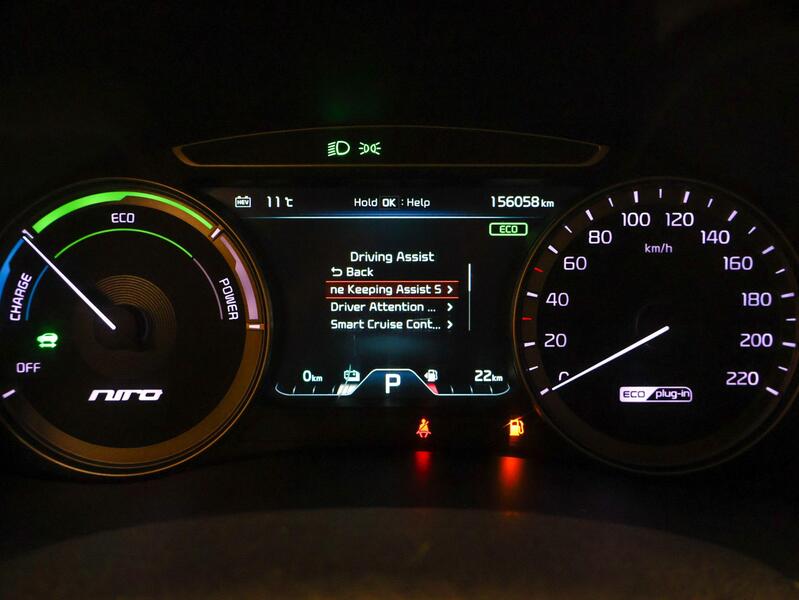 HEV 11°C Hold OK : Help 156058 km
ECO
Driving Assist
Back
ne Keeping Assist S
Driver Attention ...
Smart Cruise Cont...
0km P 22km
ECO
CHARGE
POWER
OFF
niro
0
20
40
60
80
100
120
140
160
180
200
220
km/h
ECO plug-in